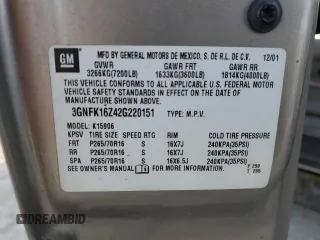 GM
MFD BY GENERAL MOTORS DE MEXICO, S. DE R.L. DE C.V. 12/01
GVWR GAWR FRT GAWR RR
3266KG(7200LB) 1633KG(3600LB) 1814KG(4000LB)
THIS VEHICLE CONFORMS TO ALL APPLICABLE U.S. FEDERAL
MOTOR VEHICLE SAFETY STANDARDS IN EFFECT ON THE DATE
OF MANUFACTURE SHOWN ABOVE.
3GNFK16Z42G220151 TYPE: M.P.V.
MODEL: K15906
KPSV TIRE SIZE SPEED RTG RIM COLD TIRE PRESSURE
FRT P265/70R16 S 16X7J 240KPA(35PSI)
RR P265/70R16 S 16X7J 240KPA(35PSI)
SPA P265/70R16 S 16X6.5J 240KPA(35PSI)
SEE OWNER'S MANUAL FOR MORE INFORMATION.
AUTOBIDMASTER